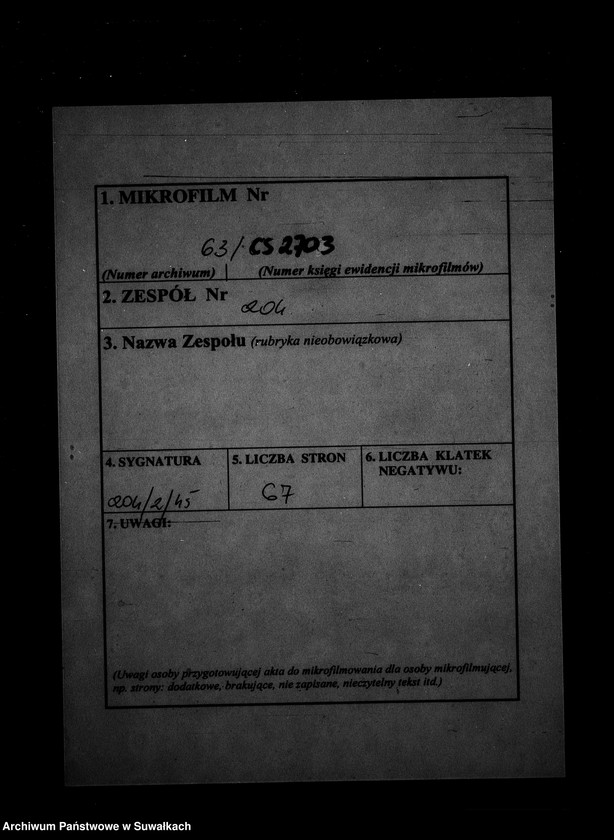 1. MIKROFILM Nr
63/CS 2703
(Numer archiwum) (Numer księgi ewidencji mikrofilmów)
2. ZESPÓŁ Nr
204
3. Nazwa Zespołu (rubryka nieobowiązkowa)
4. SYGNATURA
204/2/45
5. LICZBA STRON
67
6. LICZBA KLATEK
NEGATYWU:
7. UWAGI:
(Uwagi osoby przygotowującej akta do mikrofilmowania dla osoby mikrofilmującej,
np. strony: dodatkowe, brakujące, nie zapisane, nieczytelny tekst itd.)
Archiwum Państwowe w Suwałkach